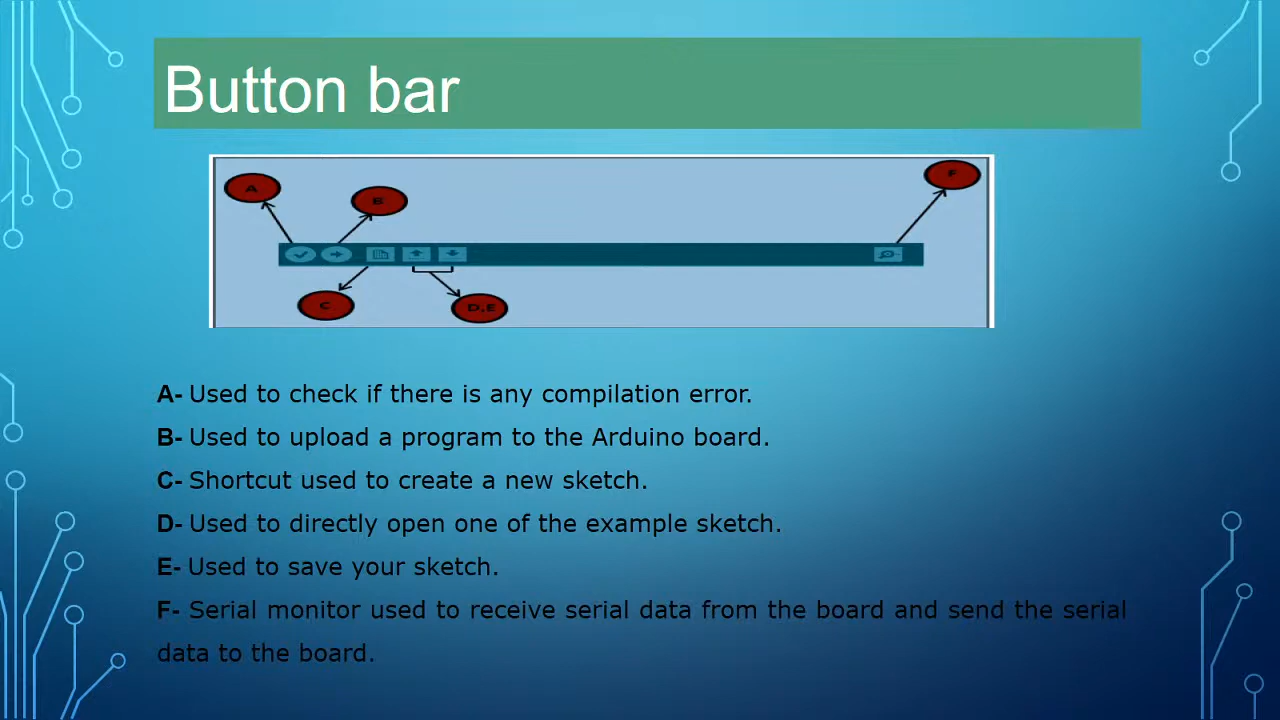 Button bar
A
B
F
C
D,E
A- Used to check if there is any compilation error.
B- Used to upload a program to the Arduino board.
C- Shortcut used to create a new sketch.
D- Used to directly open one of the example sketch.
E- Used to save your sketch.
F- Serial monitor used to receive serial data from the board and send the serial
data to the board.